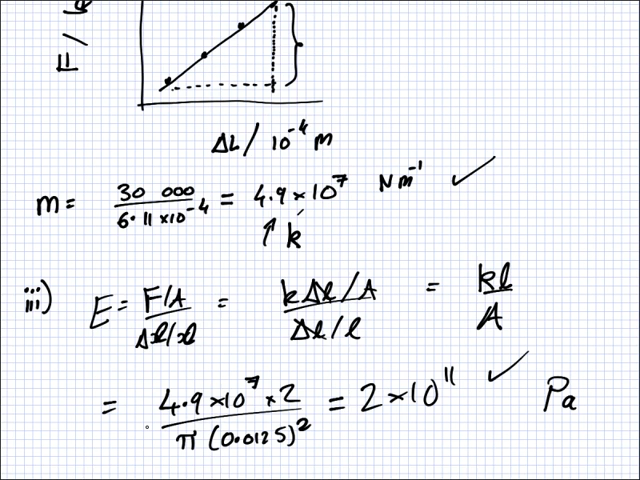 F /
ΔL / 10⁻⁴ m
m = 30 000 / 6.11 ×10⁻⁴ = 4.9 × 10⁷ N m⁻¹ ✓
↑ k
iii) E = F/A / Δl/l = kΔl/A / Δl/l = kl / A
= 4.9 ×10⁷ × 2 / π (0.0125)² = 2 × 10¹¹ ✓ Pa